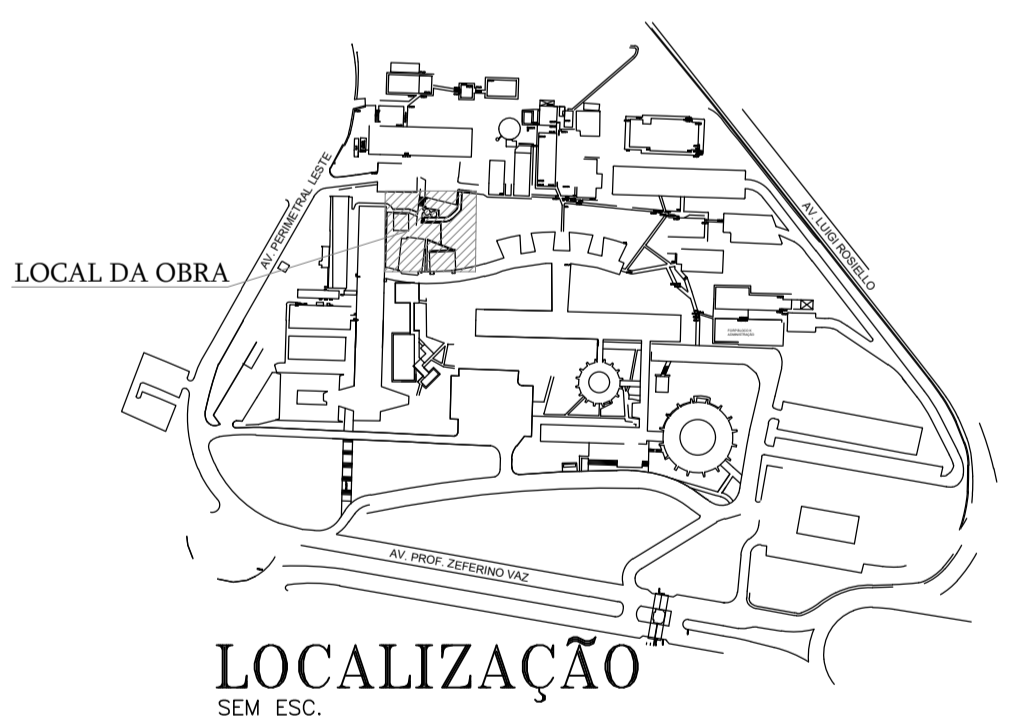 AV. PERIMETRAL LESTE
AV. LUIGI ROSIELLO
LOCAL DA OBRA
AV. PROF. ZEFERINO VAZ
LOCALIZAÇÃO
SEM ESC.